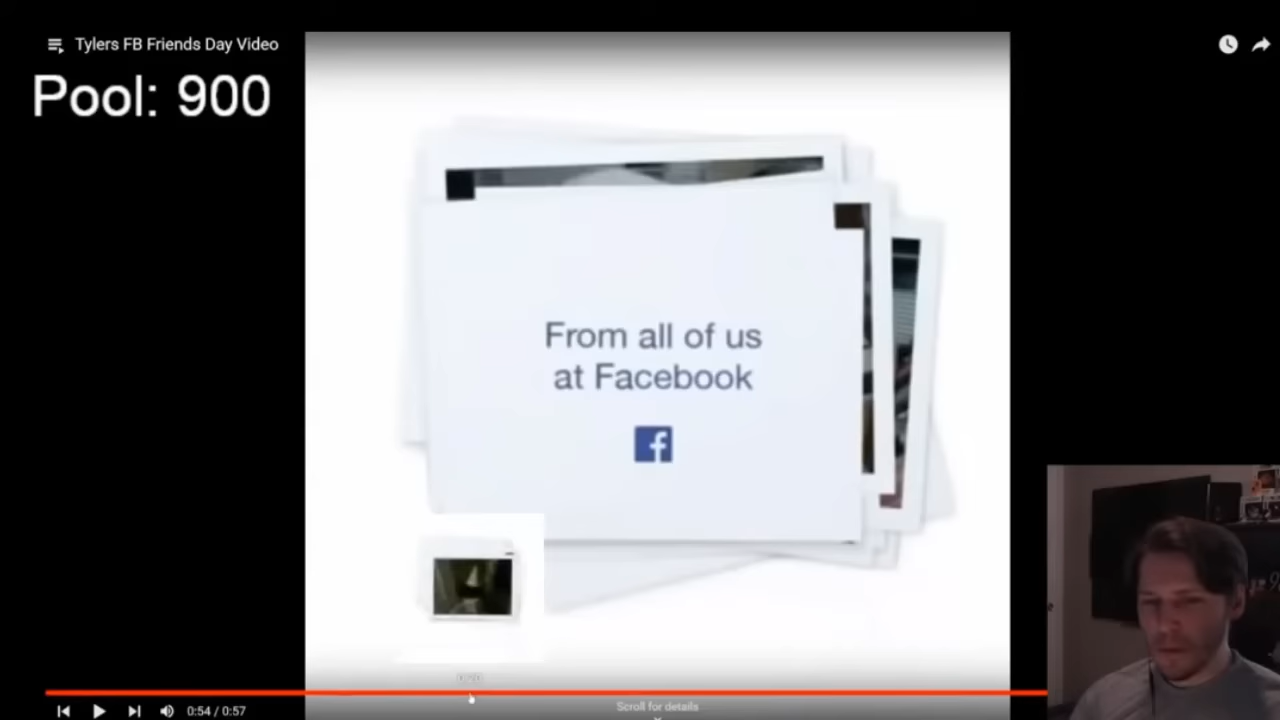 Tylers FB Friends Day Video
Pool: 900
From all of us
at Facebook
0:54 / 0:57
Scroll for details